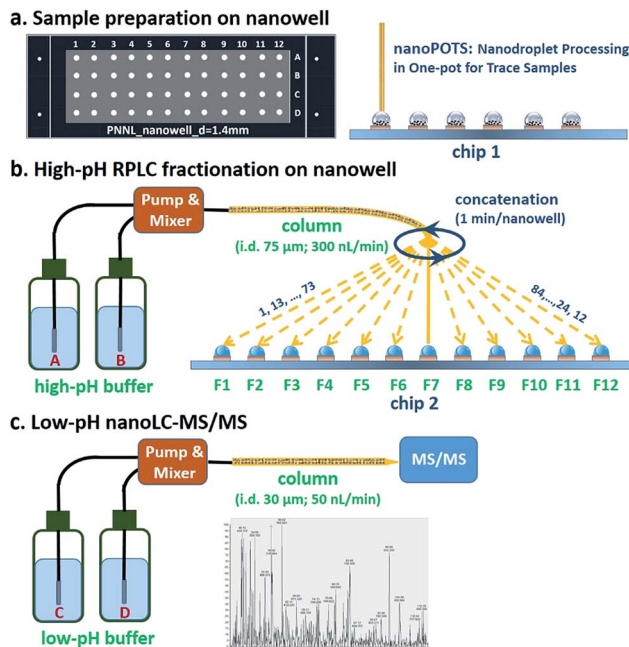 a. Sample preparation on nanowell
1 2 3 4 5 6 7 8 9 10 11 12
A
B
C
D
PNNL_nanowell_d=1.4mm
nanoPOTS: Nanodroplet Processing
in One-pot for Trace Samples
chip 1
b. High-pH RPLC fractionation on nanowell
Pump &
Mixer
concatenation
(1 min/nanowell)
column
(i.d. 75 µm; 300 nL/min)
1, 13, ..., 73
84,...,24, 12
A B
high-pH buffer
F1 F2 F3 F4 F5 F6 F7 F8 F9 F10 F11 F12
chip 2
c. Low-pH nanoLC-MS/MS
Pump &
Mixer
MS/MS
column
(i.d. 30 µm; 50 nL/min)
C D
low-pH buffer